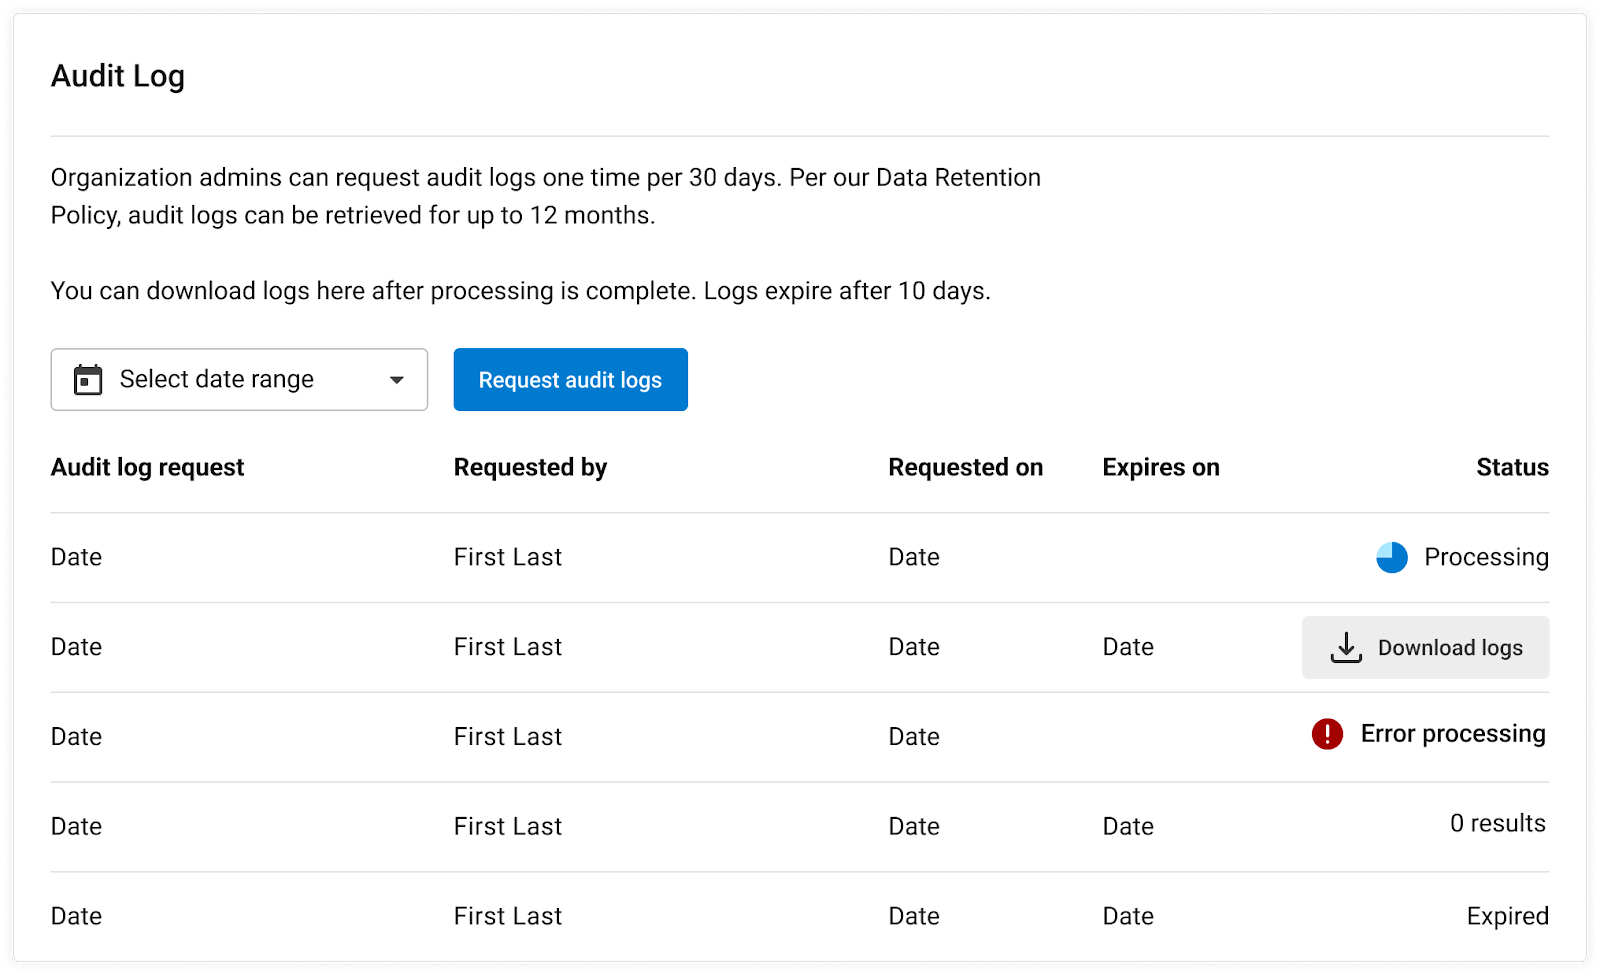 Audit Log
Organization admins can request audit logs one time per 30 days. Per our Data Retention
Policy, audit logs can be retrieved for up to 12 months.
You can download logs here after processing is complete. Logs expire after 10 days.
Select date range
Request audit logs
Audit log request Requested by Requested on Expires on Status
Date First Last Date Processing
Date First Last Date Date Download logs
Date First Last Date Error processing
Date First Last Date Date 0 results
Date First Last Date Date Expired